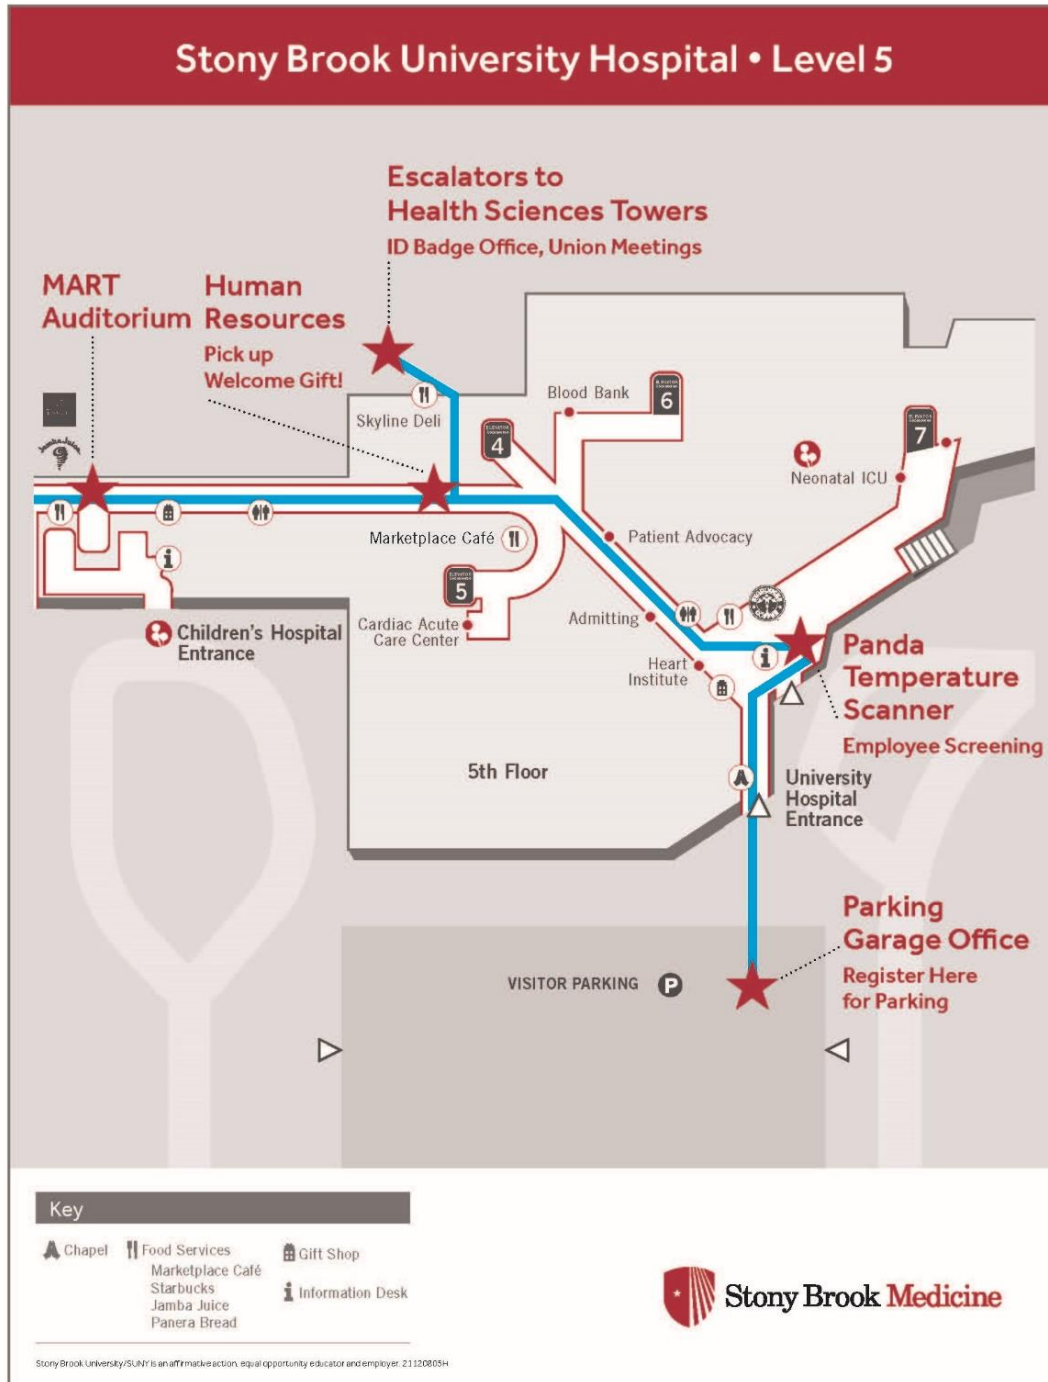 Stony Brook University Hospital • Level 5
Escalators to
Health Sciences Towers
ID Badge Office, Union Meetings
MART
Auditorium
Human
Resources
Pick up
Welcome Gift!
Jamba Juice
Skyline Deli
Blood Bank
4
6
7
Neonatal ICU
Marketplace Café
Patient Advocacy
5
Cardiac Acute
Care Center
Admitting
Heart
Institute
Children's Hospital
Entrance
Panda
Temperature
Scanner
Employee Screening
5th Floor
University
Hospital
Entrance
Parking
Garage Office
Register Here
for Parking
VISITOR PARKING P
Key
Chapel
Food Services
Marketplace Café
Starbucks
Jamba Juice
Panera Bread
Gift Shop
Information Desk
Stony Brook Medicine
Stony Brook University/SUNY is an affirmative action, equal opportunity educator and employer. 21120805H